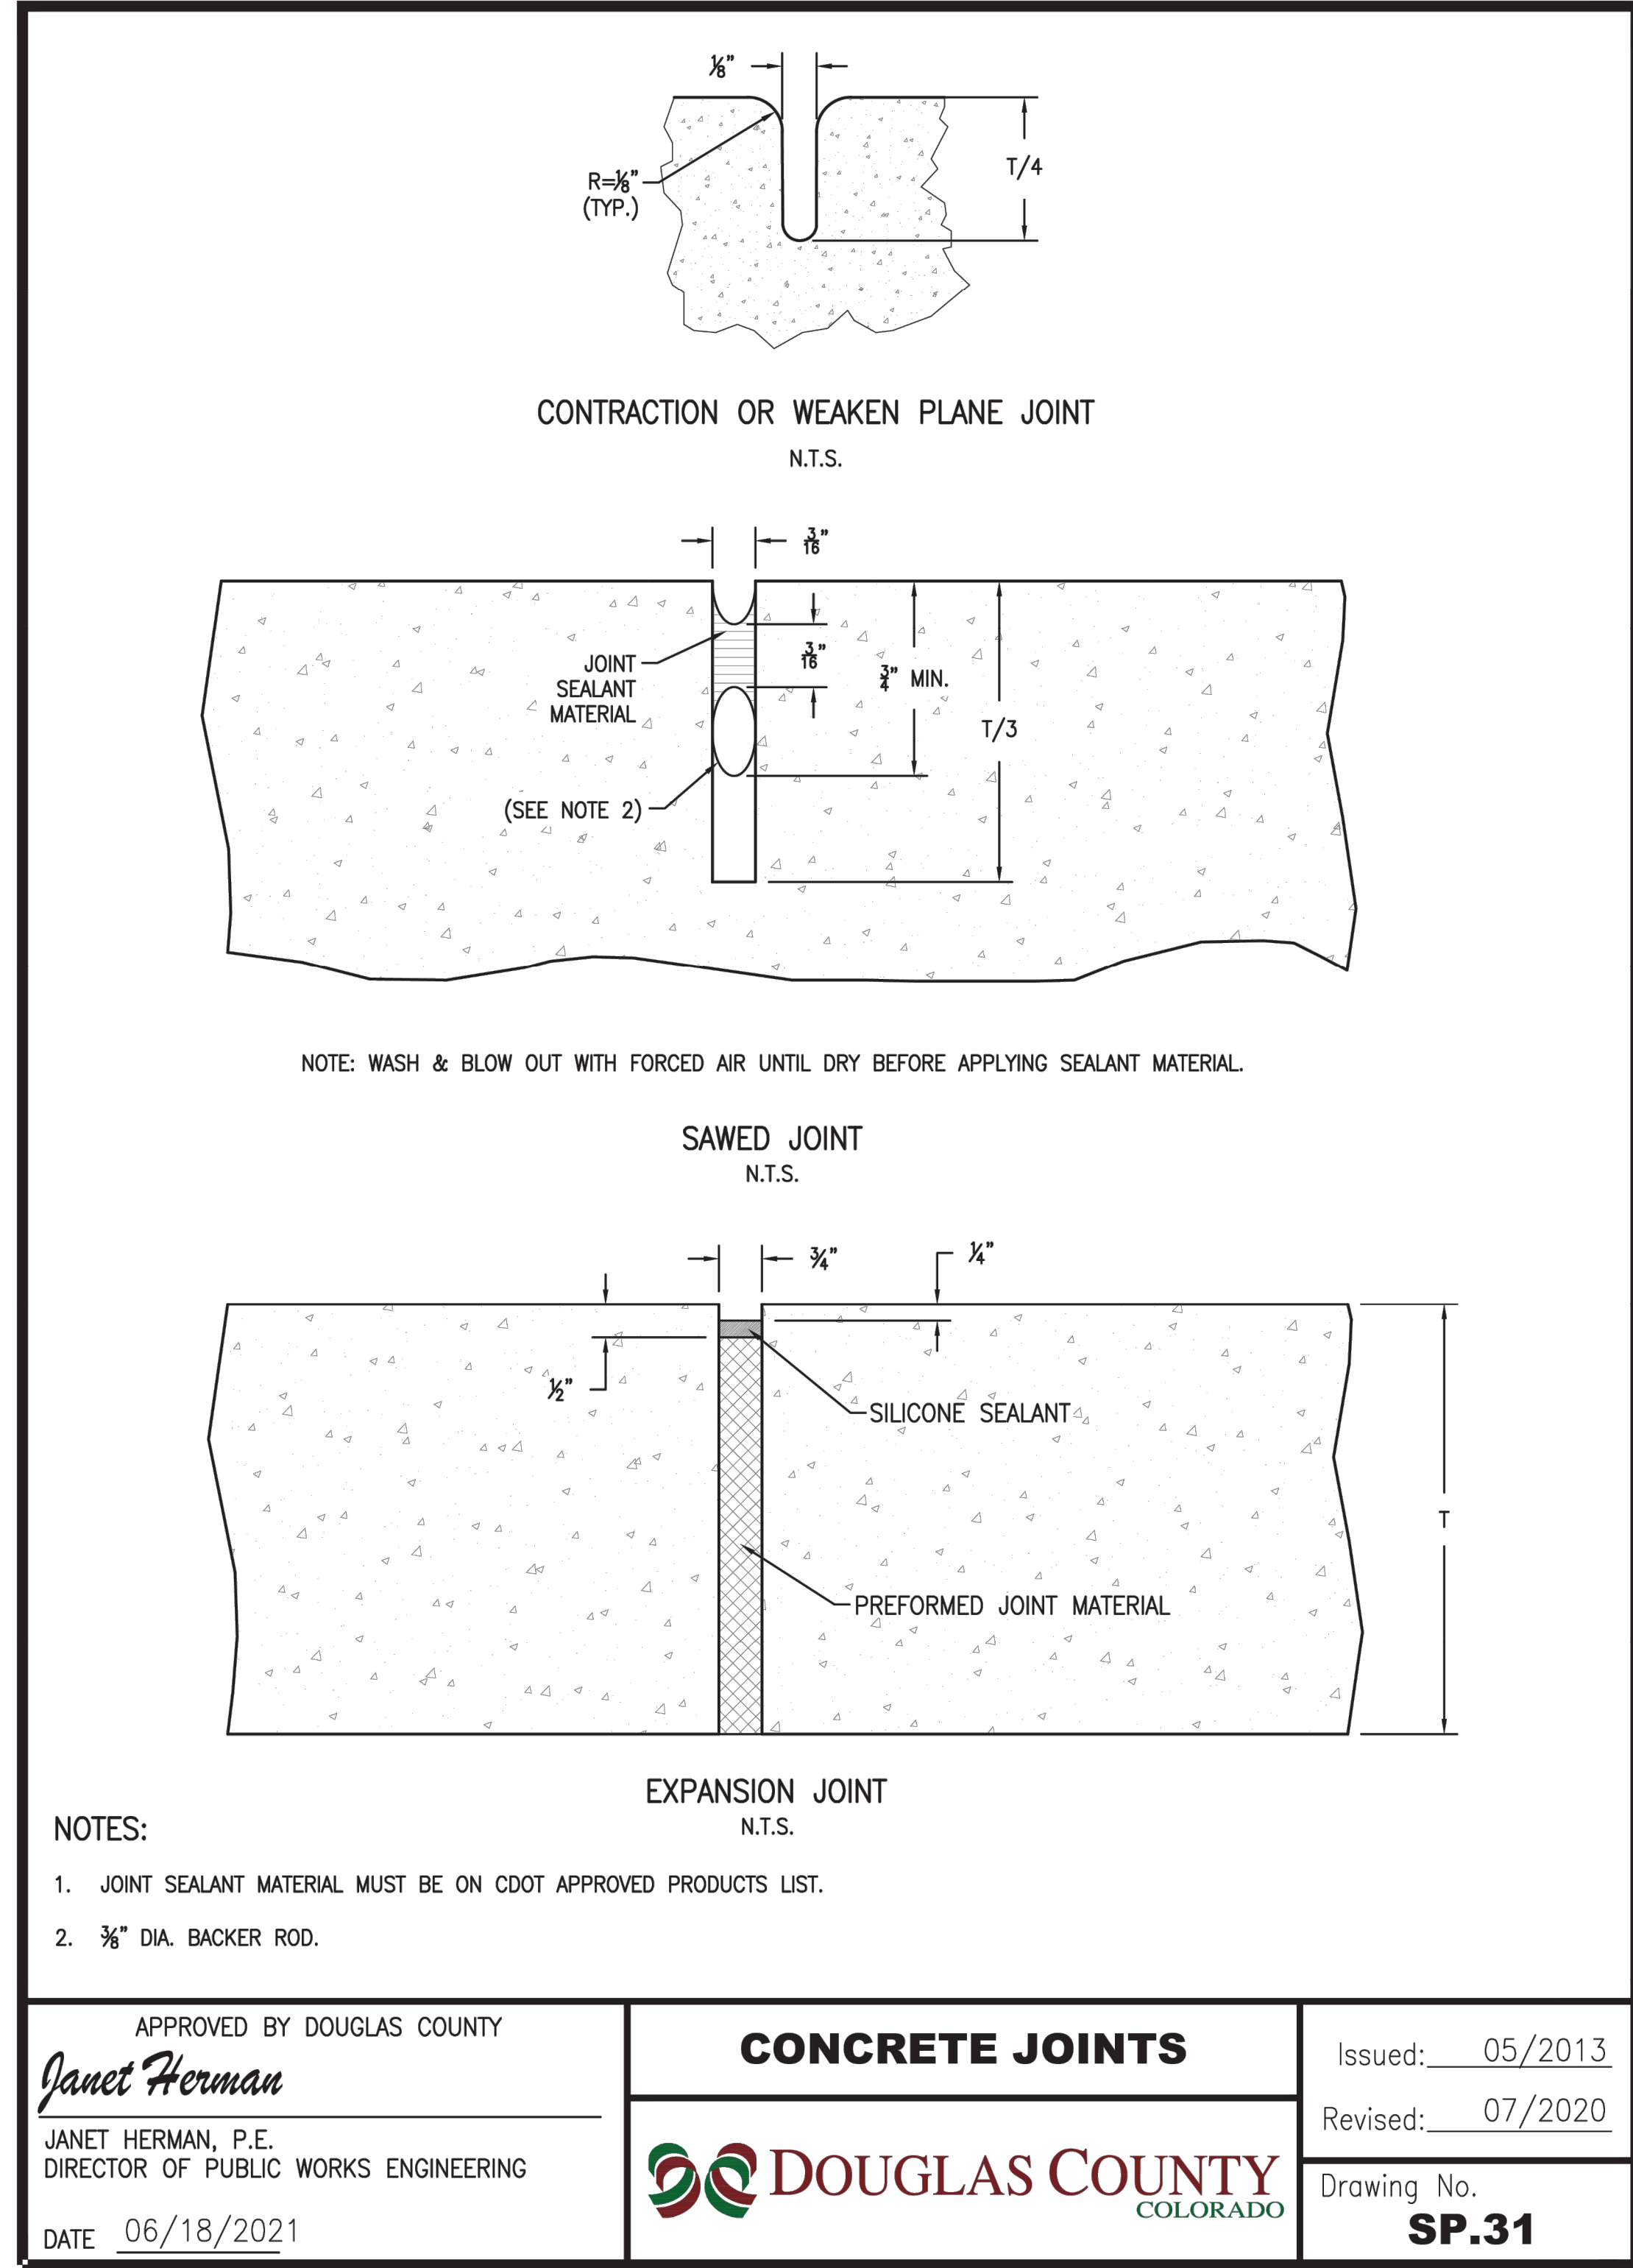 ⅛"
R=⅛"
(TYP.)
T/4
CONTRACTION OR WEAKEN PLANE JOINT
N.T.S.
3/16"
JOINT
SEALANT
MATERIAL
3/16"
3/4" MIN.
T/3
(SEE NOTE 2)
NOTE: WASH & BLOW OUT WITH FORCED AIR UNTIL DRY BEFORE APPLYING SEALANT MATERIAL.
SAWED JOINT
N.T.S.
¾"
¼"
½"
SILICONE SEALANT
T
PREFORMED JOINT MATERIAL
EXPANSION JOINT
N.T.S.
NOTES:
1. JOINT SEALANT MATERIAL MUST BE ON CDOT APPROVED PRODUCTS LIST.
2. ⅜" DIA. BACKER ROD.
APPROVED BY DOUGLAS COUNTY
Janet Herman
JANET HERMAN, P.E.
DIRECTOR OF PUBLIC WORKS ENGINEERING
DATE 06/18/2021
CONCRETE JOINTS
DOUGLAS COUNTY
COLORADO
Issued: 05/2013
Revised: 07/2020
Drawing No.
SP.31